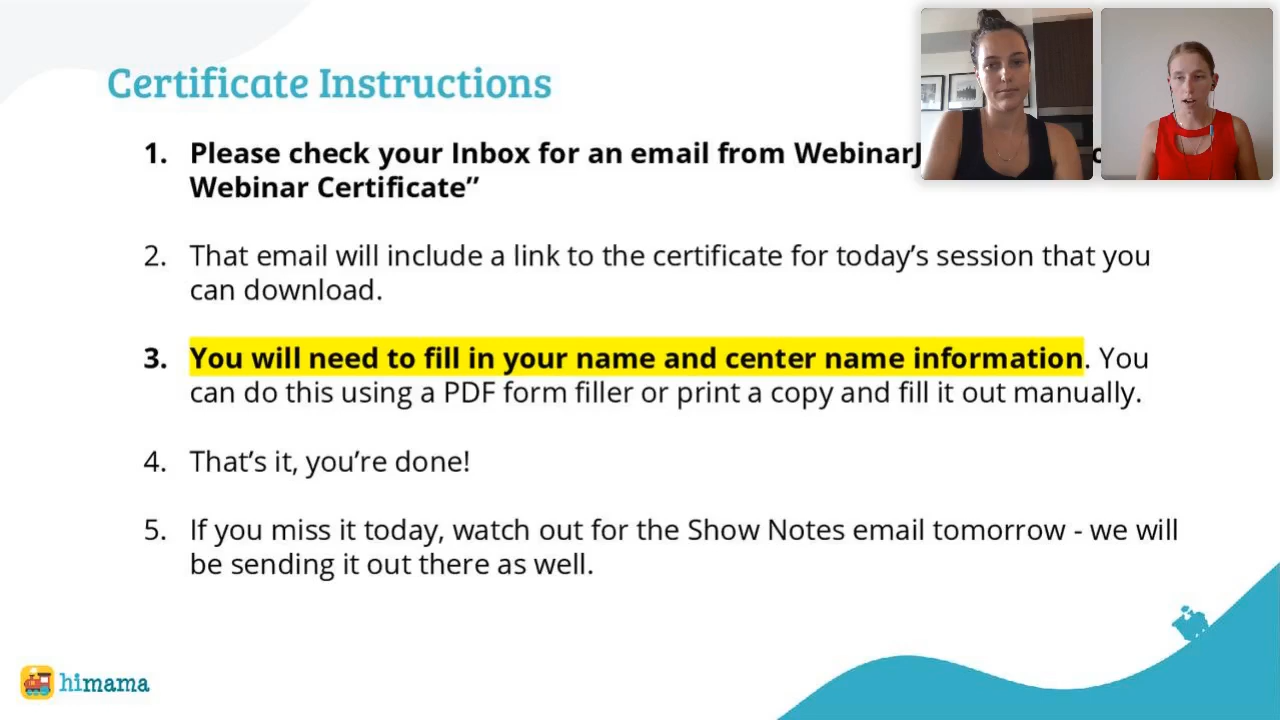 Certificate Instructions
1. Please check your Inbox for an email from Webinar
Webinar Certificate”
2. That email will include a link to the certificate for today’s session that you
can download.
3. You will need to fill in your name and center name information. You
can do this using a PDF form filler or print a copy and fill it out manually.
4. That’s it, you’re done!
5. If you miss it today, watch out for the Show Notes email tomorrow - we will
be sending it out there as well.
himama